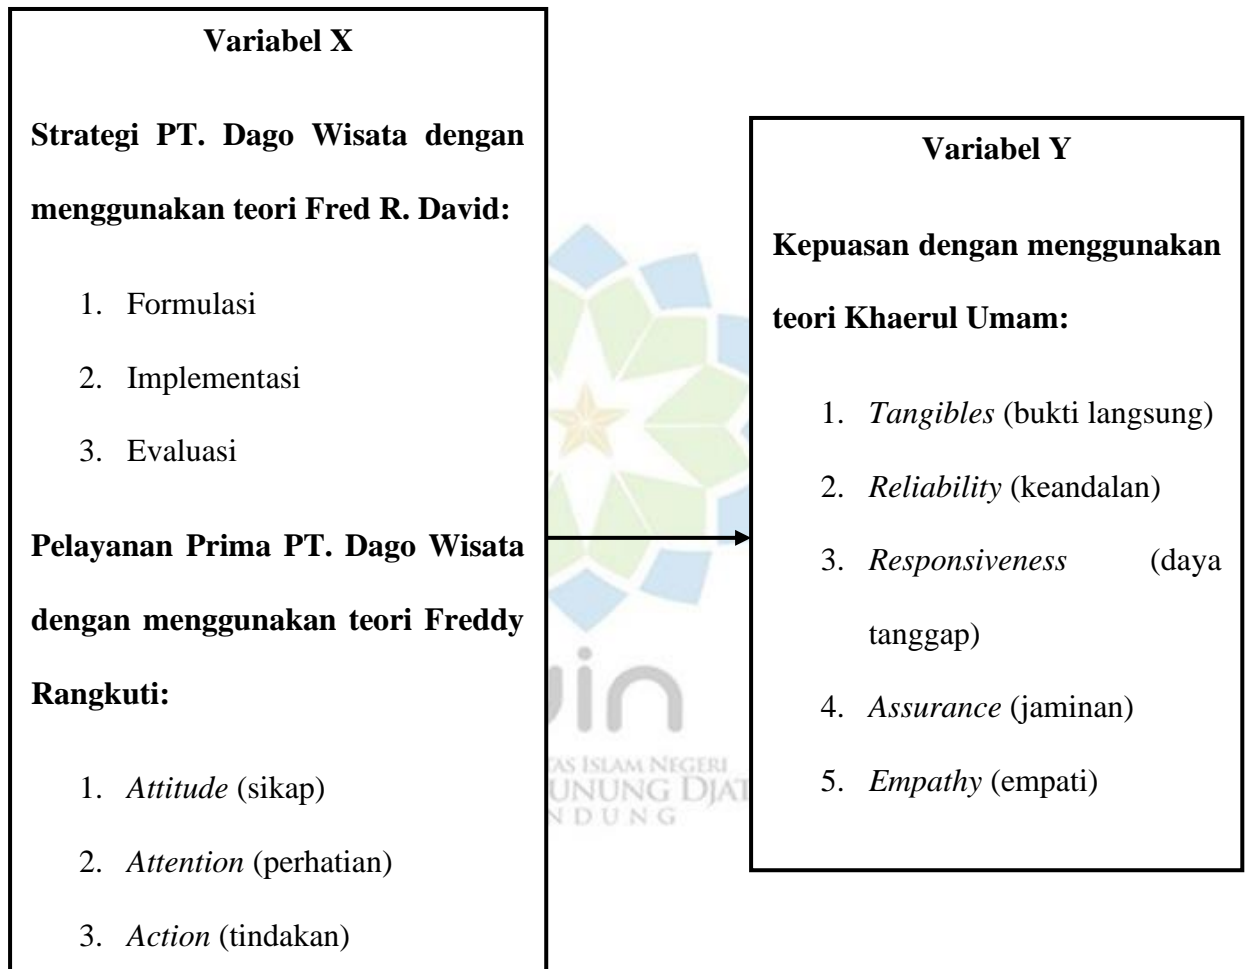 Variabel X
Strategi PT. Dago Wisata dengan
menggunakan teori Fred R. David:
1. Formulasi
2. Implementasi
3. Evaluasi
Pelayanan Prima PT. Dago Wisata
dengan menggunakan teori Freddy
Rangkuti:
1. Attitude (sikap)
2. Attention (perhatian)
3. Action (tindakan)
Variabel Y
Kepuasan dengan menggunakan
teori Khaerul Umam:
1. Tangibles (bukti langsung)
2. Reliability (keandalan)
3. Responsiveness (daya
tanggap)
4. Assurance (jaminan)
5. Empathy (empati)
ISLAM NEGERI